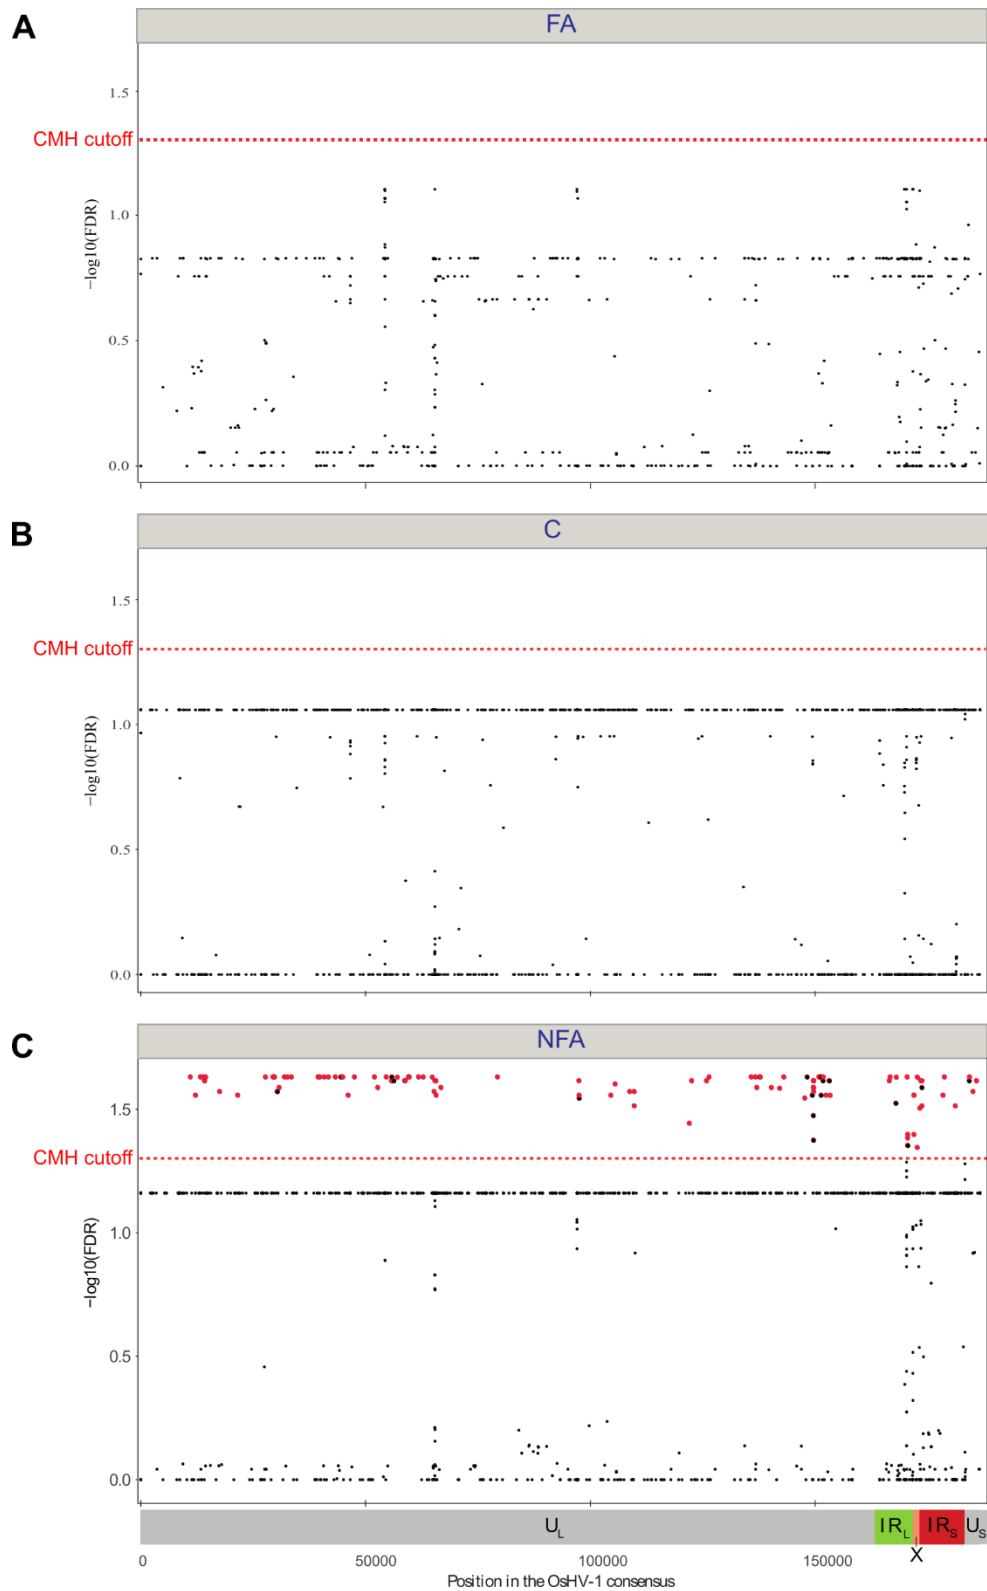 A
FA
1.5
CMH cutoff
1.0
−log10(FDR)
0.5
0.0
B
C
1.5
CMH cutoff
1.0
−log10(FDR)
0.5
0.0
C
NFA
1.5
CMH cutoff
1.0
−log10(FDR)
0.5
0.0
UL IRL IRS US
X
0 50000 100000 150000
Position in the OsHV-1 consensus